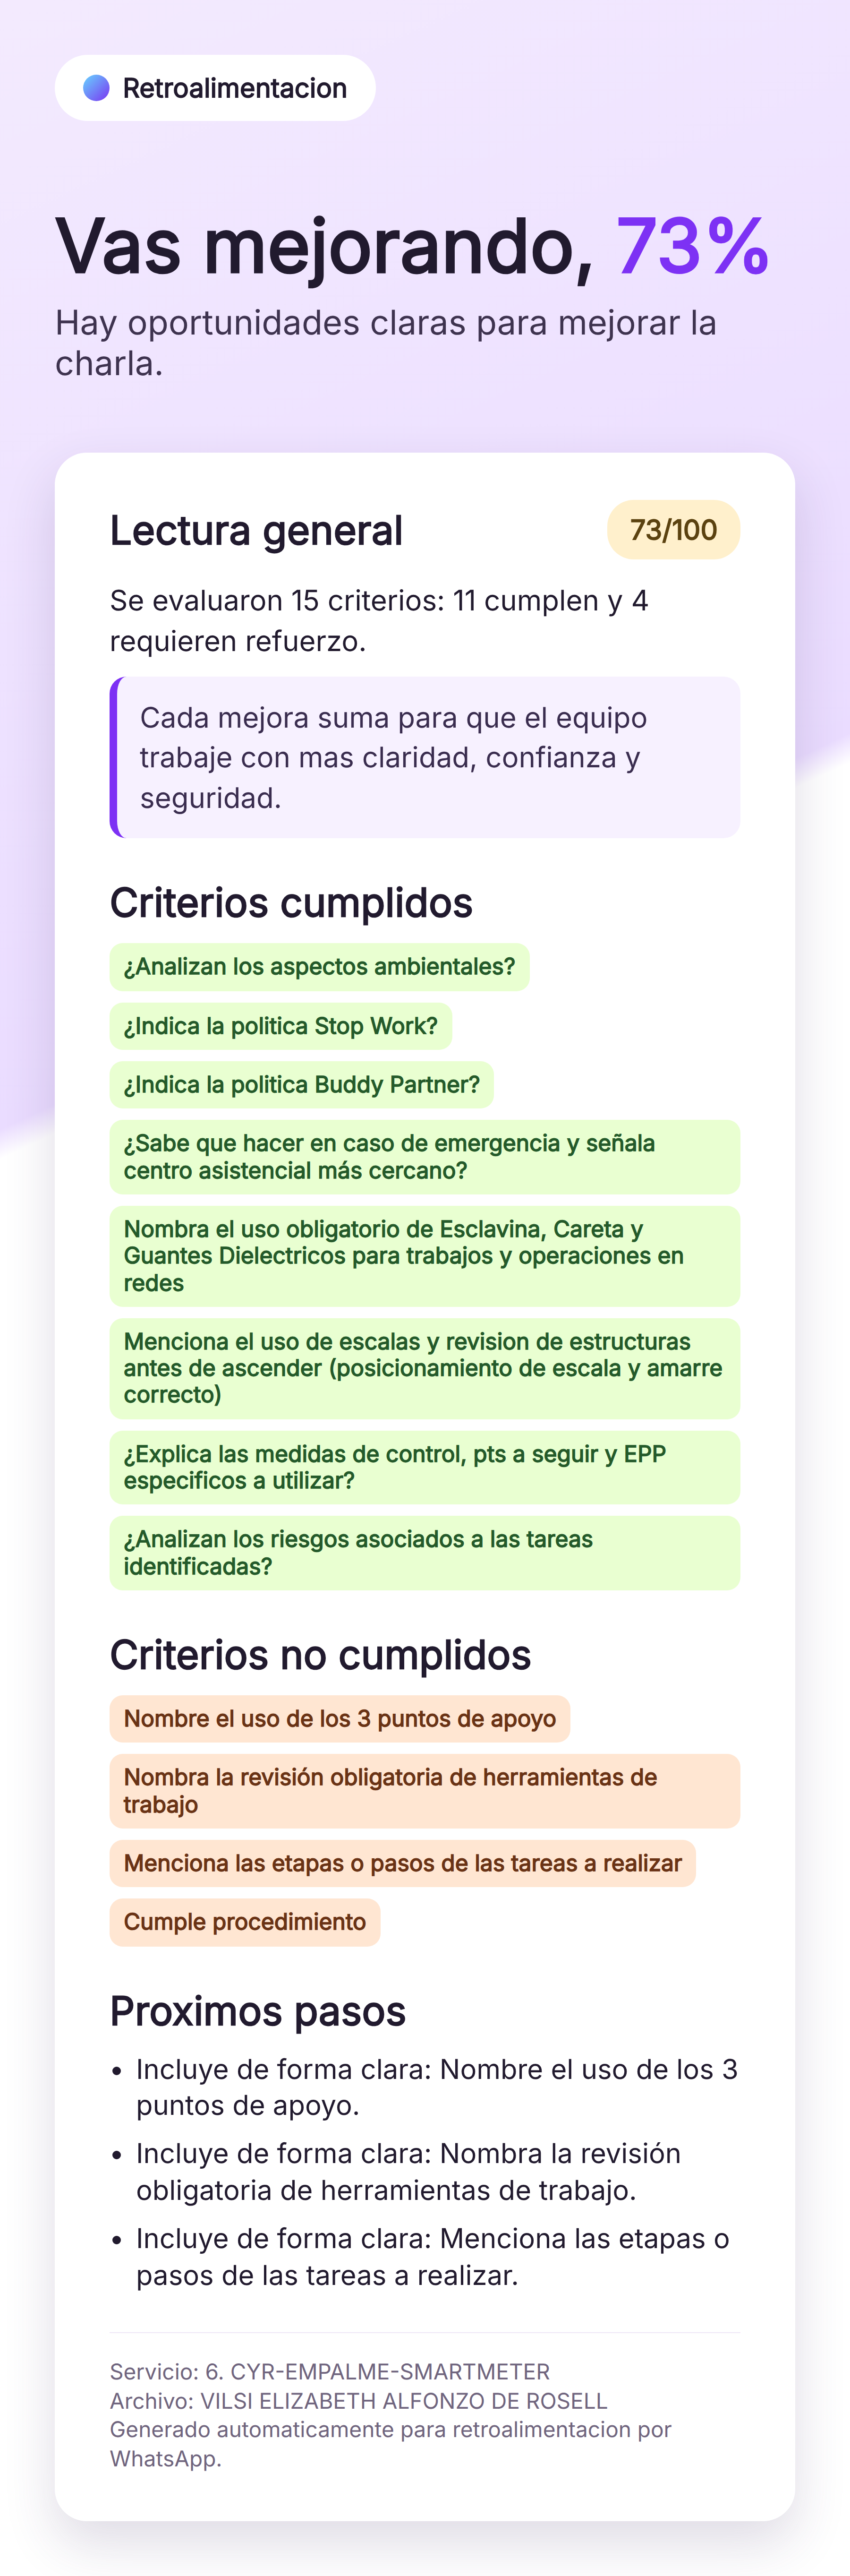 Retroalimentacion
Vas mejorando, 73%
Hay oportunidades claras para mejorar la
charla.
Lectura general
73/100
Se evaluaron 15 criterios: 11 cumplen y 4
requieren refuerzo.
Cada mejora suma para que el equipo
trabaje con mas claridad, confianza y
seguridad.
Criterios cumplidos
¿Analizan los aspectos ambientales?
¿Indica la politica Stop Work?
¿Indica la politica Buddy Partner?
¿Sabe que hacer en caso de emergencia y señala
centro asistencial más cercano?
Nombra el uso obligatorio de Esclavina, Careta y
Guantes Dielectricos para trabajos y operaciones en
redes
Menciona el uso de escalas y revision de estructuras
antes de ascender (posicionamiento de escala y amarre
correcto)
¿Explica las medidas de control, pts a seguir y EPP
especificos a utilizar?
¿Analizan los riesgos asociados a las tareas
identificadas?
Criterios no cumplidos
Nombre el uso de los 3 puntos de apoyo
Nombra la revisión obligatoria de herramientas de
trabajo
Menciona las etapas o pasos de las tareas a realizar
Cumple procedimiento
Proximos pasos
• Incluye de forma clara: Nombre el uso de los 3
puntos de apoyo.
• Incluye de forma clara: Nombra la revisión
obligatoria de herramientas de trabajo.
• Incluye de forma clara: Menciona las etapas o
pasos de las tareas a realizar.
Servicio: 6. CYR-EMPALME-SMARTMETER
Archivo: VILSI ELIZABETH ALFONZO DE ROSELL
Generado automaticamente para retroalimentacion por
WhatsApp.